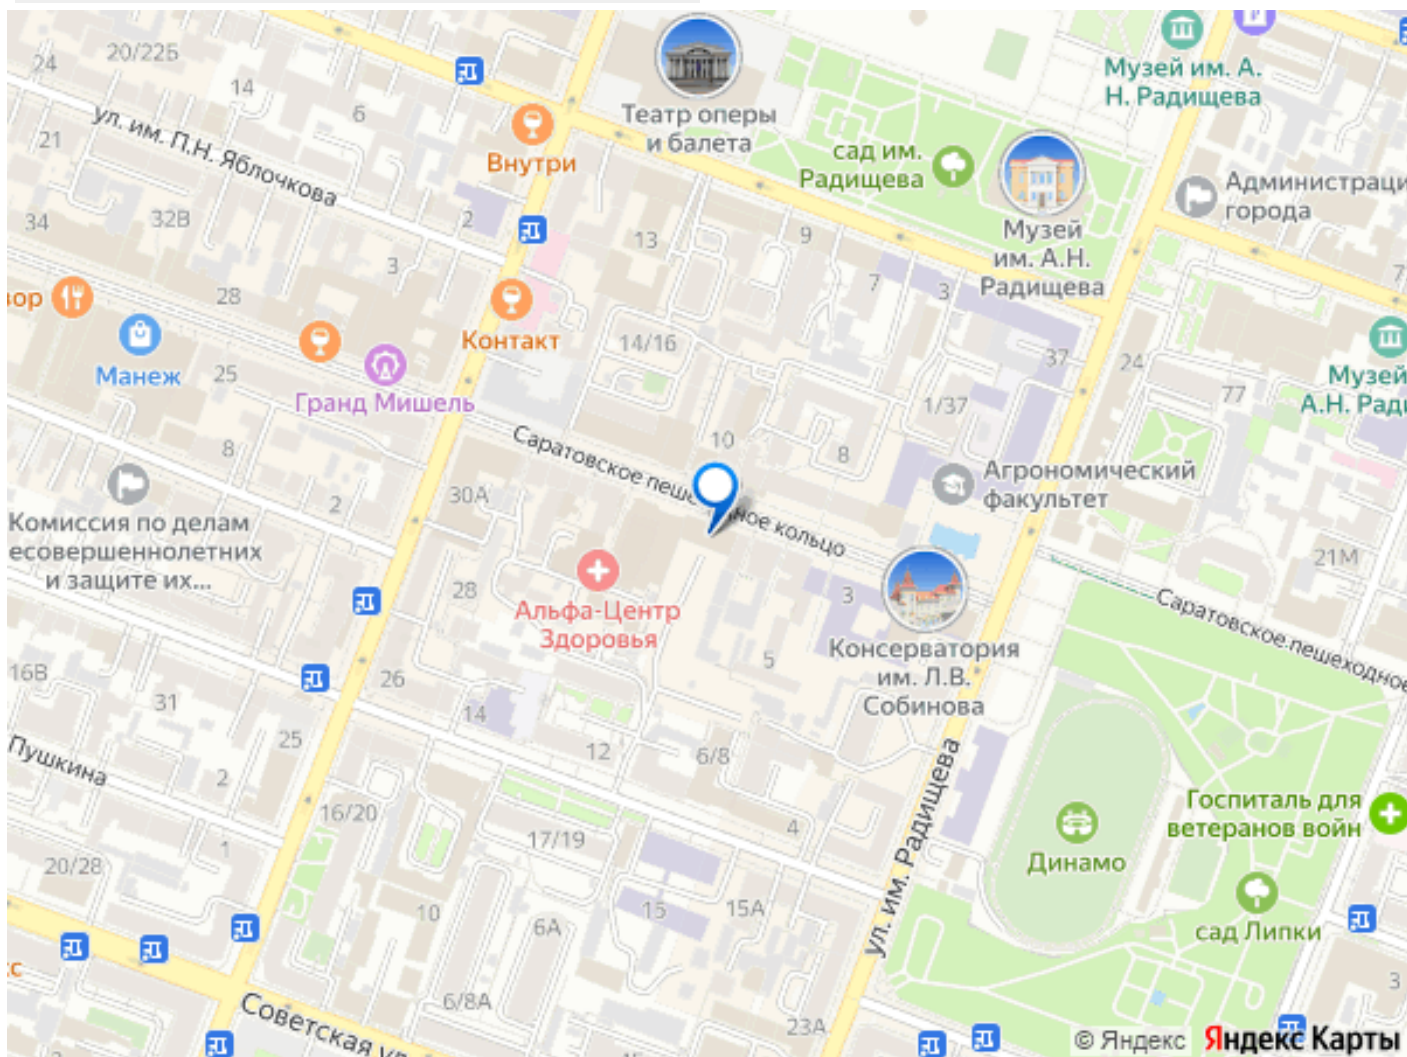 20/22Б
24
14
6
21
ул. им. П.Н. Яблочкова
Внутри
Театр оперы
и балета
сад им.
Радищева
Музей им. А.
Н. Радищева
Музей
им. А.Н.
Радищева
Администраци
города
34
32В
2
3
28
13
9
7
3
7
вор
Манеж
25
Гранд Мишель
Контакт
14/16
37
24
77
Музей
А.Н. Рад
1/37
8
10
8
Саратовское пеше
ное кольцо
Агрономический
факультет
30А
2
Комиссия по делам
есовершеннолетних
и защите их...
28
Альфа-Центр
Здоровья
3
21М
Консерватория
им. Л.В.
Собинова
Саратовское пешеходное
5
16В
31
26
14
12
6/8
25
Пушкина
2
16/20
17/19
4
1
20/28
ул. им. Радищева
Динамо
Госпиталь для
ветеранов войн
сад Липки
10
6А
15
15А
с
6/8А
23А
3
Советская ул
© Яндекс
Яндекс Карты